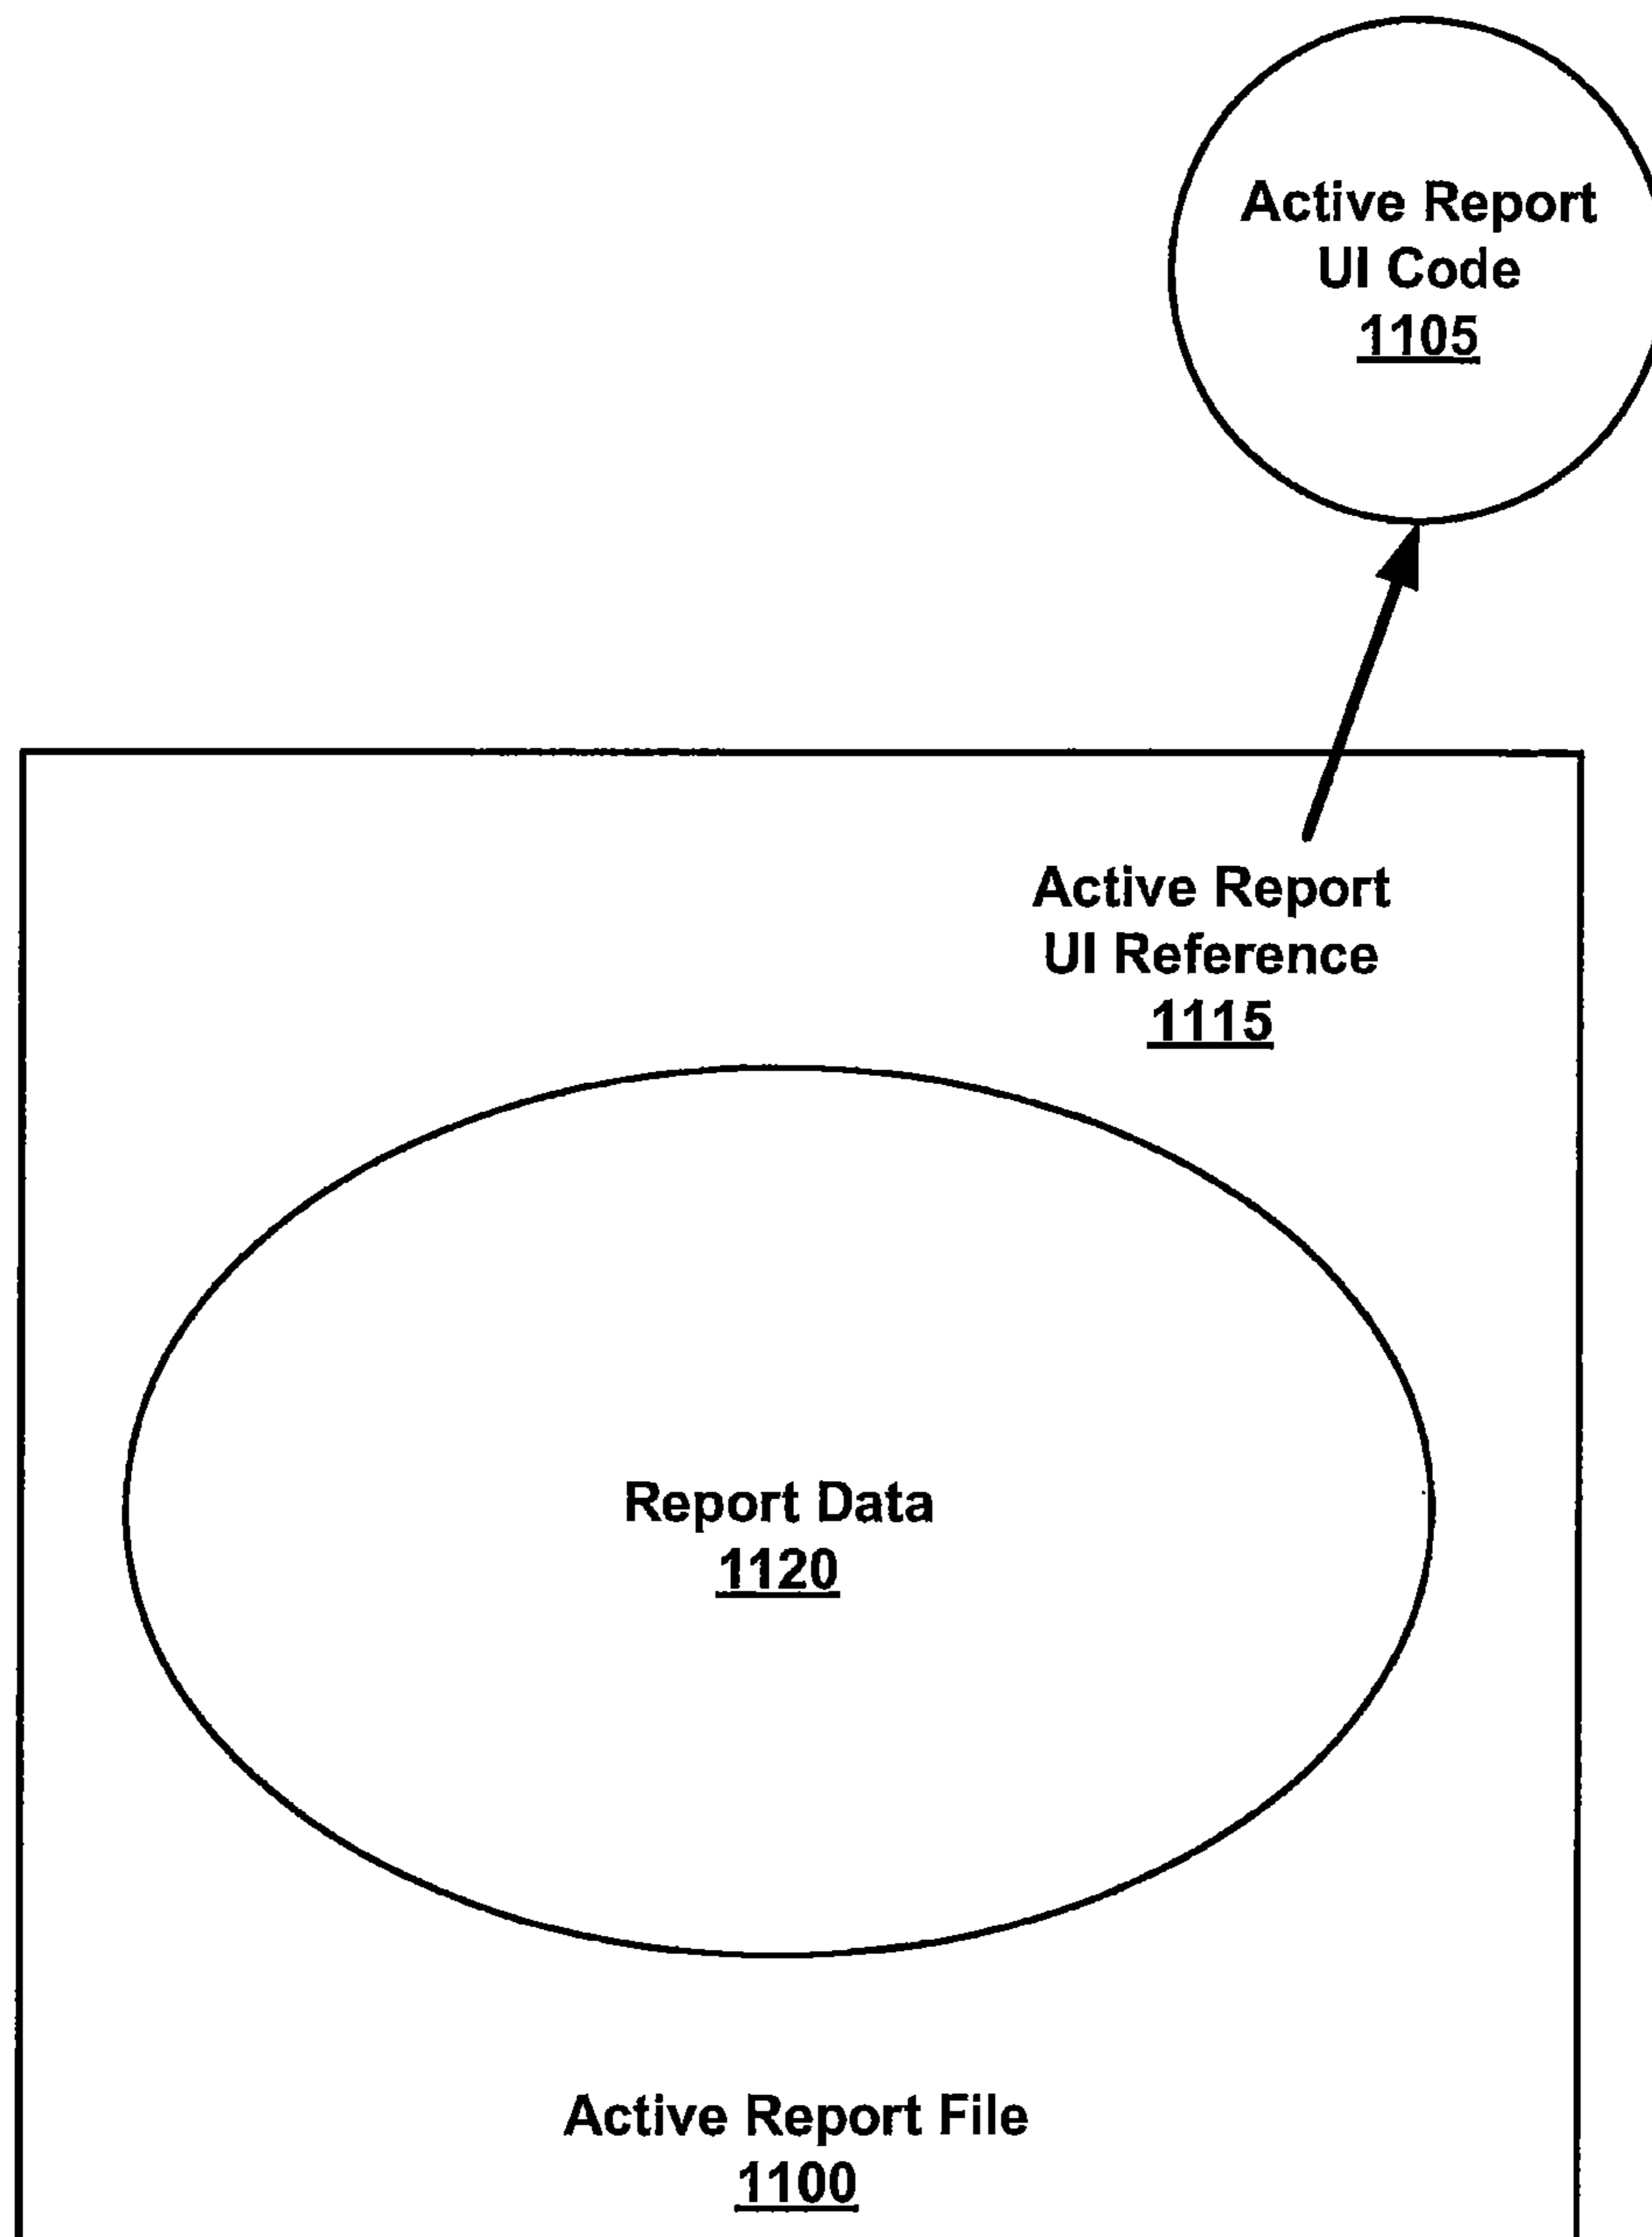 Active Report
UI Code
1105
Active Report
UI Reference
1115
Report Data
1120
Active Report File
1100